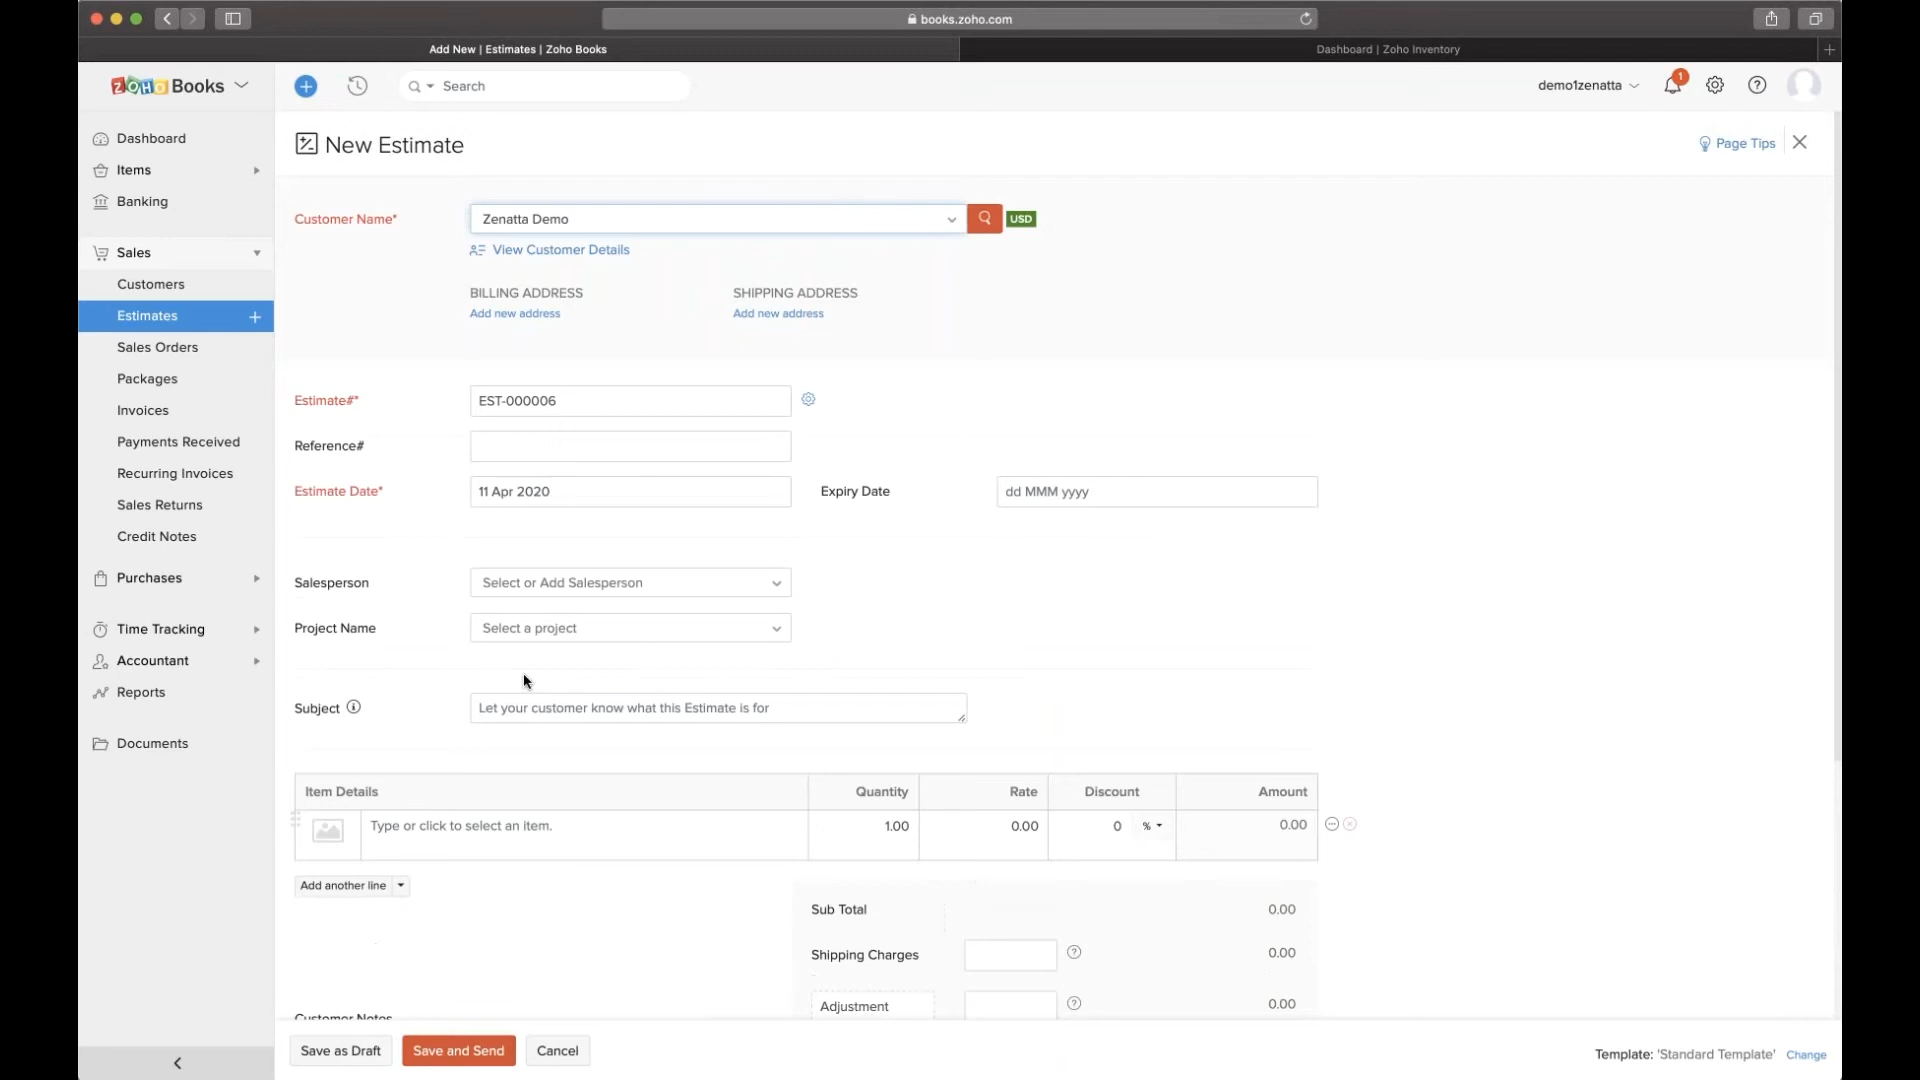 books.zoho.com
Add New | Estimates | Zoho Books
Dashboard | Zoho Inventory
ZOHO Books
Search
demo1zenatta
1
Dashboard
Items
Banking
Sales
Customers
Estimates
Sales Orders
Packages
Invoices
Payments Received
Recurring Invoices
Sales Returns
Credit Notes
Purchases
Time Tracking
Accountant
Reports
Documents
New Estimate
Page Tips
Customer Name*
Zenatta Demo
USD
View Customer Details
BILLING ADDRESS
Add new address
SHIPPING ADDRESS
Add new address
Estimate#*
EST-000006
Reference#
Estimate Date*
11 Apr 2020
Expiry Date
dd MMM yyyy
Salesperson
Select or Add Salesperson
Project Name
Select a project
Subject
Let your customer know what this Estimate is for
Item Details Quantity Rate Discount Amount
Type or click to select an item. 1.00 0.00 0 % 0.00
Add another line
Sub Total 0.00
Shipping Charges 0.00
Adjustment 0.00
Customer Notes
Save as Draft
Save and Send
Cancel
Template: 'Standard Template' Change